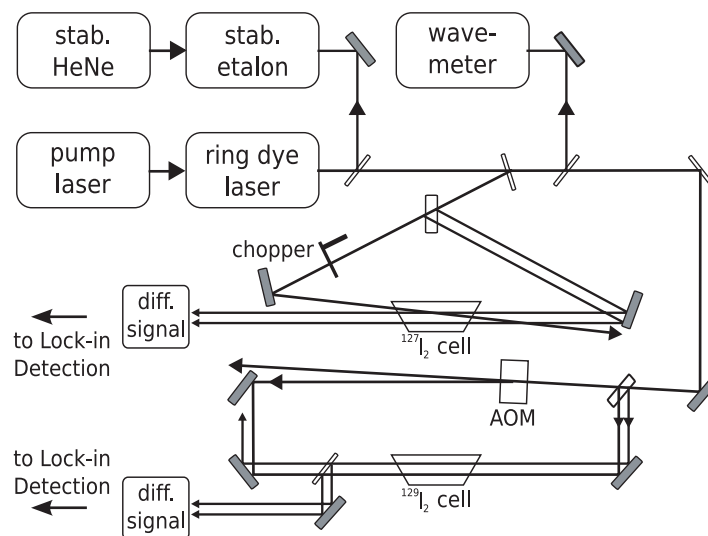 stab.
HeNe
stab.
etalon
wave-
meter
pump
laser
ring dye
laser
chopper
diff.
signal
to Lock-in
Detection
¹²⁷I₂ cell
AOM
to Lock-in
Detection
diff.
signal
¹²⁹I₂ cell